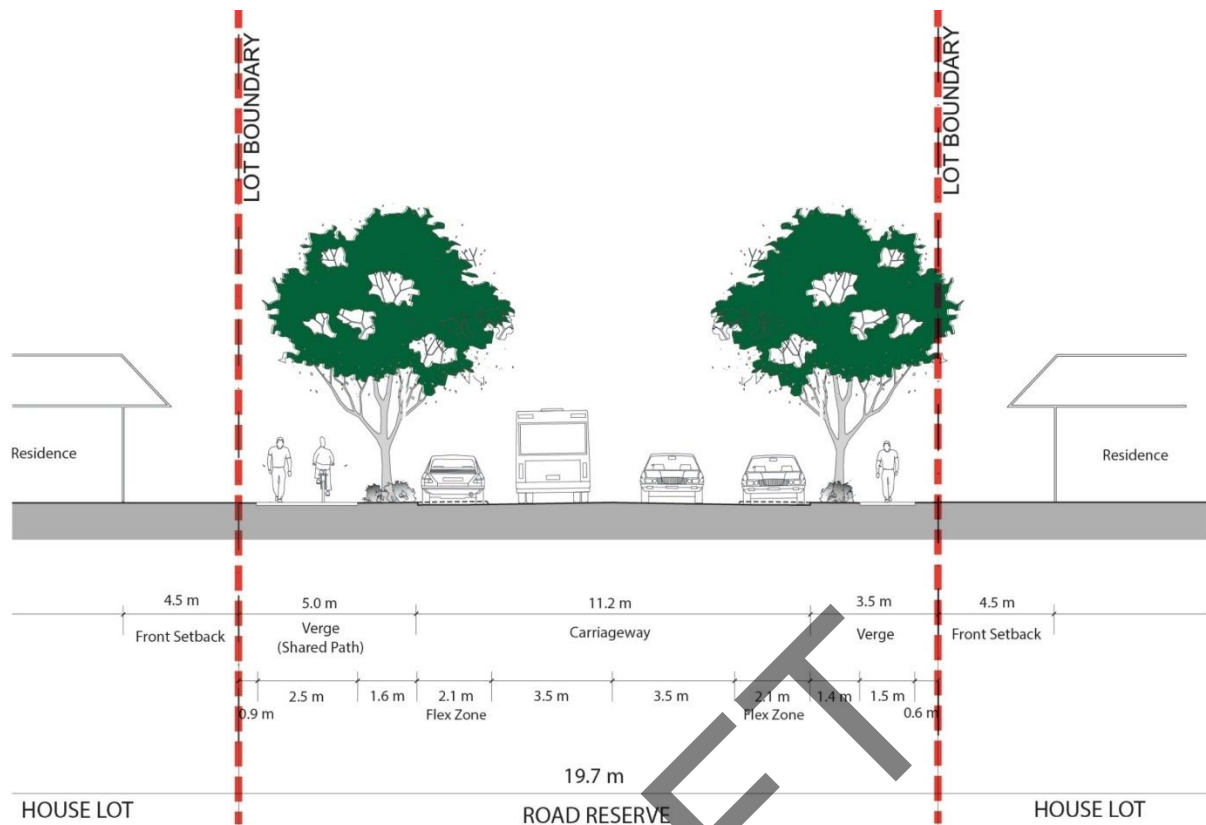 LOT BOUNDARY
LOT BOUNDARY
Residence
Residence
4.5 m
5.0 m
11.2 m
3.5 m
4.5 m
Front Setback
Verge
(Shared Path)
Carriageway
Verge
Front Setback
0.9 m
2.5 m
1.6 m
2.1 m
Flex Zone
3.5 m
3.5 m
2.1 m
Flex Zone
1.4 m
1.5 m
0.6 m
19.7 m
HOUSE LOT
ROAD RESERVE
HOUSE LOT
ET